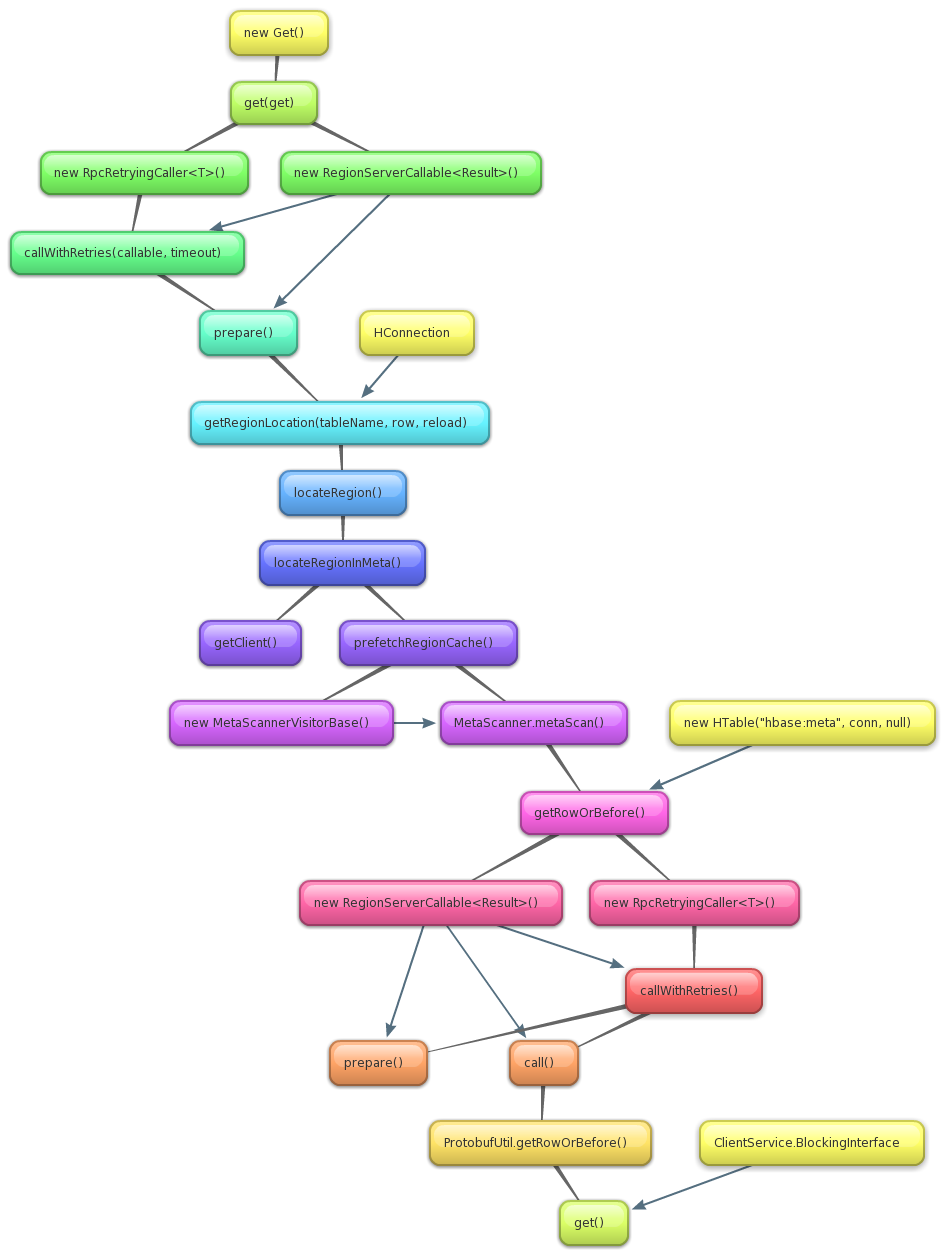 new Get()
get(get)
new RpcRetryingCaller<T>()
new RegionServerCallable<Result>()
callWithRetries(callable, timeout)
prepare()
HConnection
getRegionLocation(tableName, row, reload)
locateRegion()
locateRegionInMeta()
getClient()
prefetchRegionCache()
new MetaScannerVisitorBase()
MetaScanner.metaScan()
new HTable("hbase:meta", conn, null)
getRowOrBefore()
new RegionServerCallable<Result>()
new RpcRetryingCaller<T>()
callWithRetries()
prepare()
call()
ProtobufUtil.getRowOrBefore()
ClientService.BlockingInterface
get()